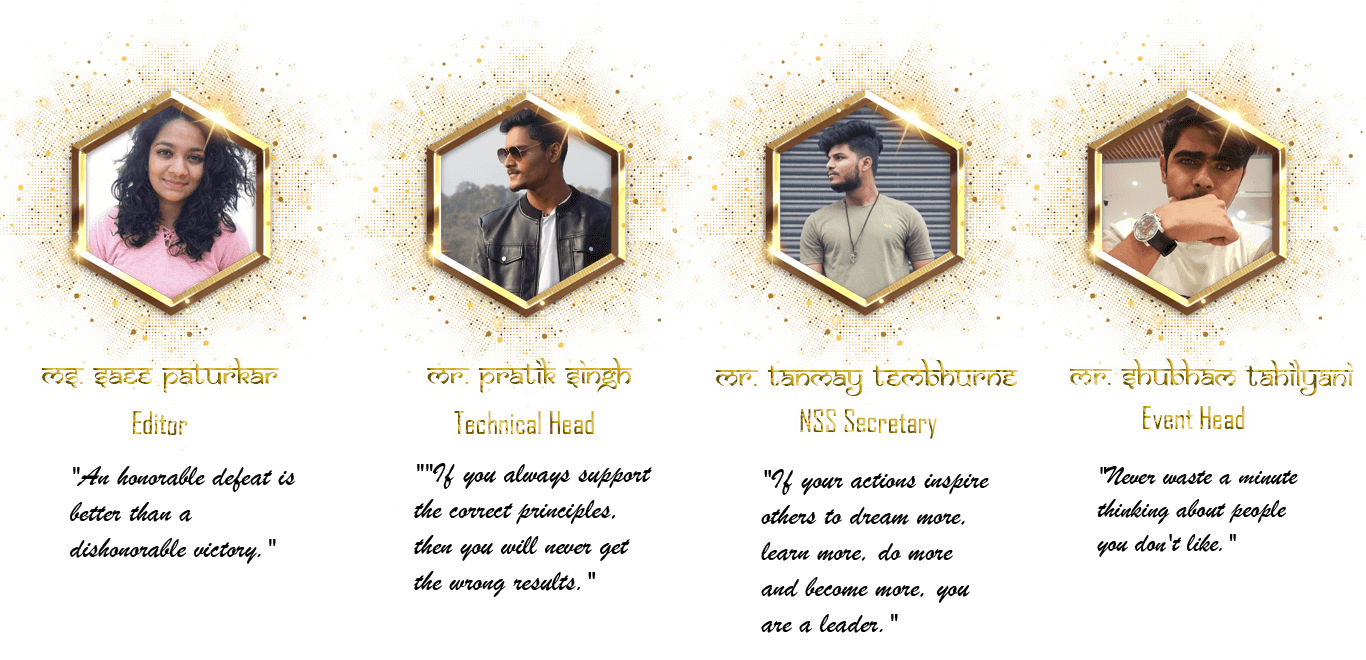 Ms. Saee Paturkar
Editor
"An honorable defeat is
better than a
dishonorable victory."
Mr. Pratik Singh
Technical Head
""If you always support
the correct principles,
then you will never get
the wrong results."
Mr. Tanmay Tembhurne
NSS Secretary
"If your actions inspire
others to dream more,
learn more, do more
and become more, you
are a leader."
Mr. Shubham Tahilyani
Event Head
"Never waste a minute
thinking about people
you don't like."